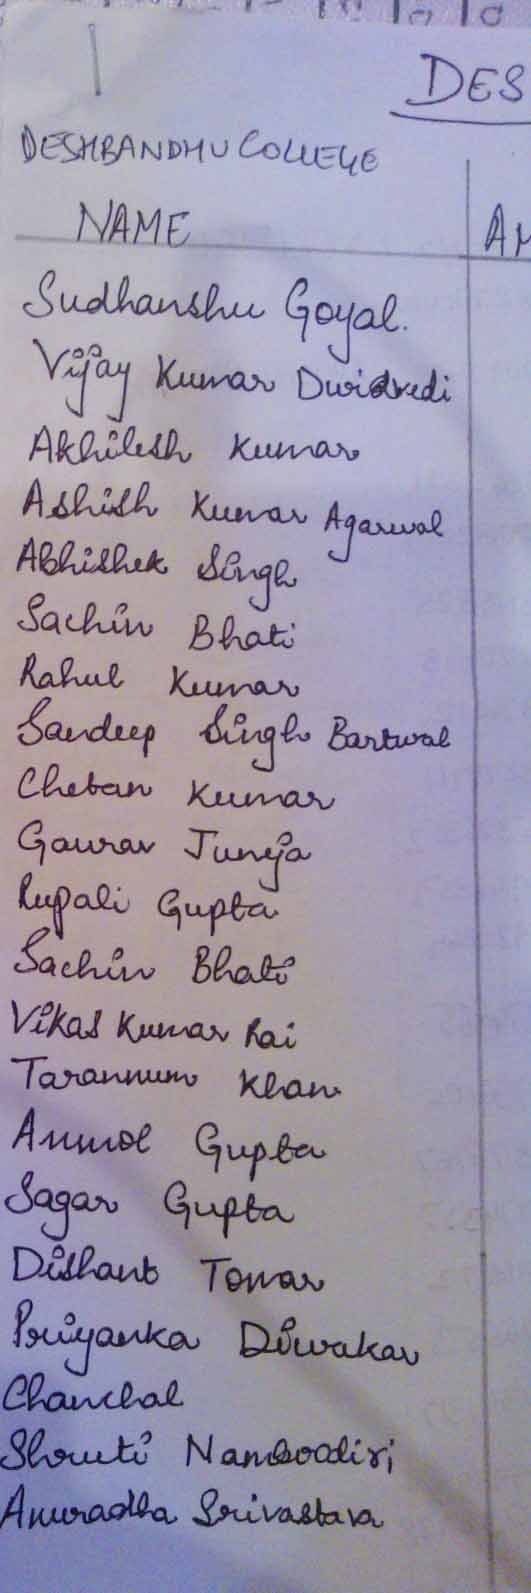 DES
DESHBANDHU COLLEGE
NAME
AM
Sudhanshu Goyal.
Vijay Kumar Dwidvedi
Akhilesh Kumar
Ashish Kumar Agarwal
Abhishek Singh
Sachin Bhati
Rahul Kumar
Sandeep Singh Bartwal
Chetan Kumar
Gaurav Juneja
Rupali Gupta
Sachin Bhati
Vikas Kumar Rai
Tarannum Khan
Anmol Gupta
Sagar Gupta
Dishant Tomar
Priyanka Diwakar
Chanchal
Shruti Namboodiri
Anuradha Srivastava